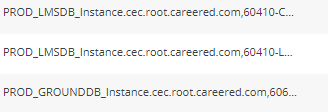 PROD_LMSDB_Instance.cec.root.careered.com,60410-C...
PROD_LMSDB_Instance.cec.root.careered.com,60410-L...
PROD_GROUNDDB_Instance.cec.root.careered.com,606...